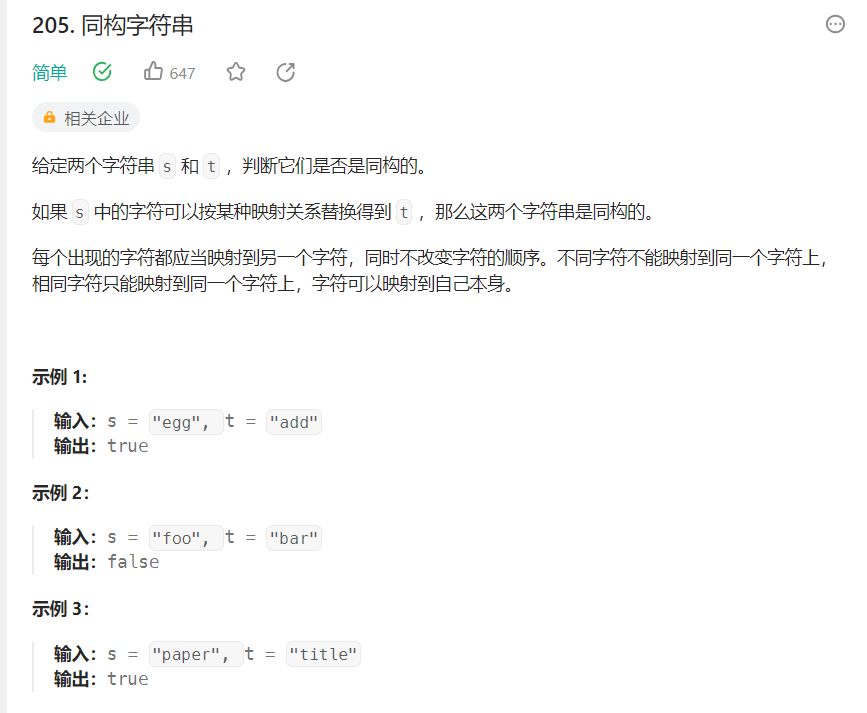 205. 同构字符串
简单 647
相关企业
给定两个字符串 s 和 t ，判断它们是否是同构的。
如果 s 中的字符可以按某种映射关系替换得到 t ，那么这两个字符串是同构的。
每个出现的字符都应当映射到另一个字符，同时不改变字符的顺序。不同字符不能映射到同一个字符上，
相同字符只能映射到同一个字符上，字符可以映射到自己本身。
示例 1:
输入：s = "egg", t = "add"
输出：true
示例 2：
输入：s = "foo", t = "bar"
输出：false
示例 3：
输入：s = "paper", t = "title"
输出：true